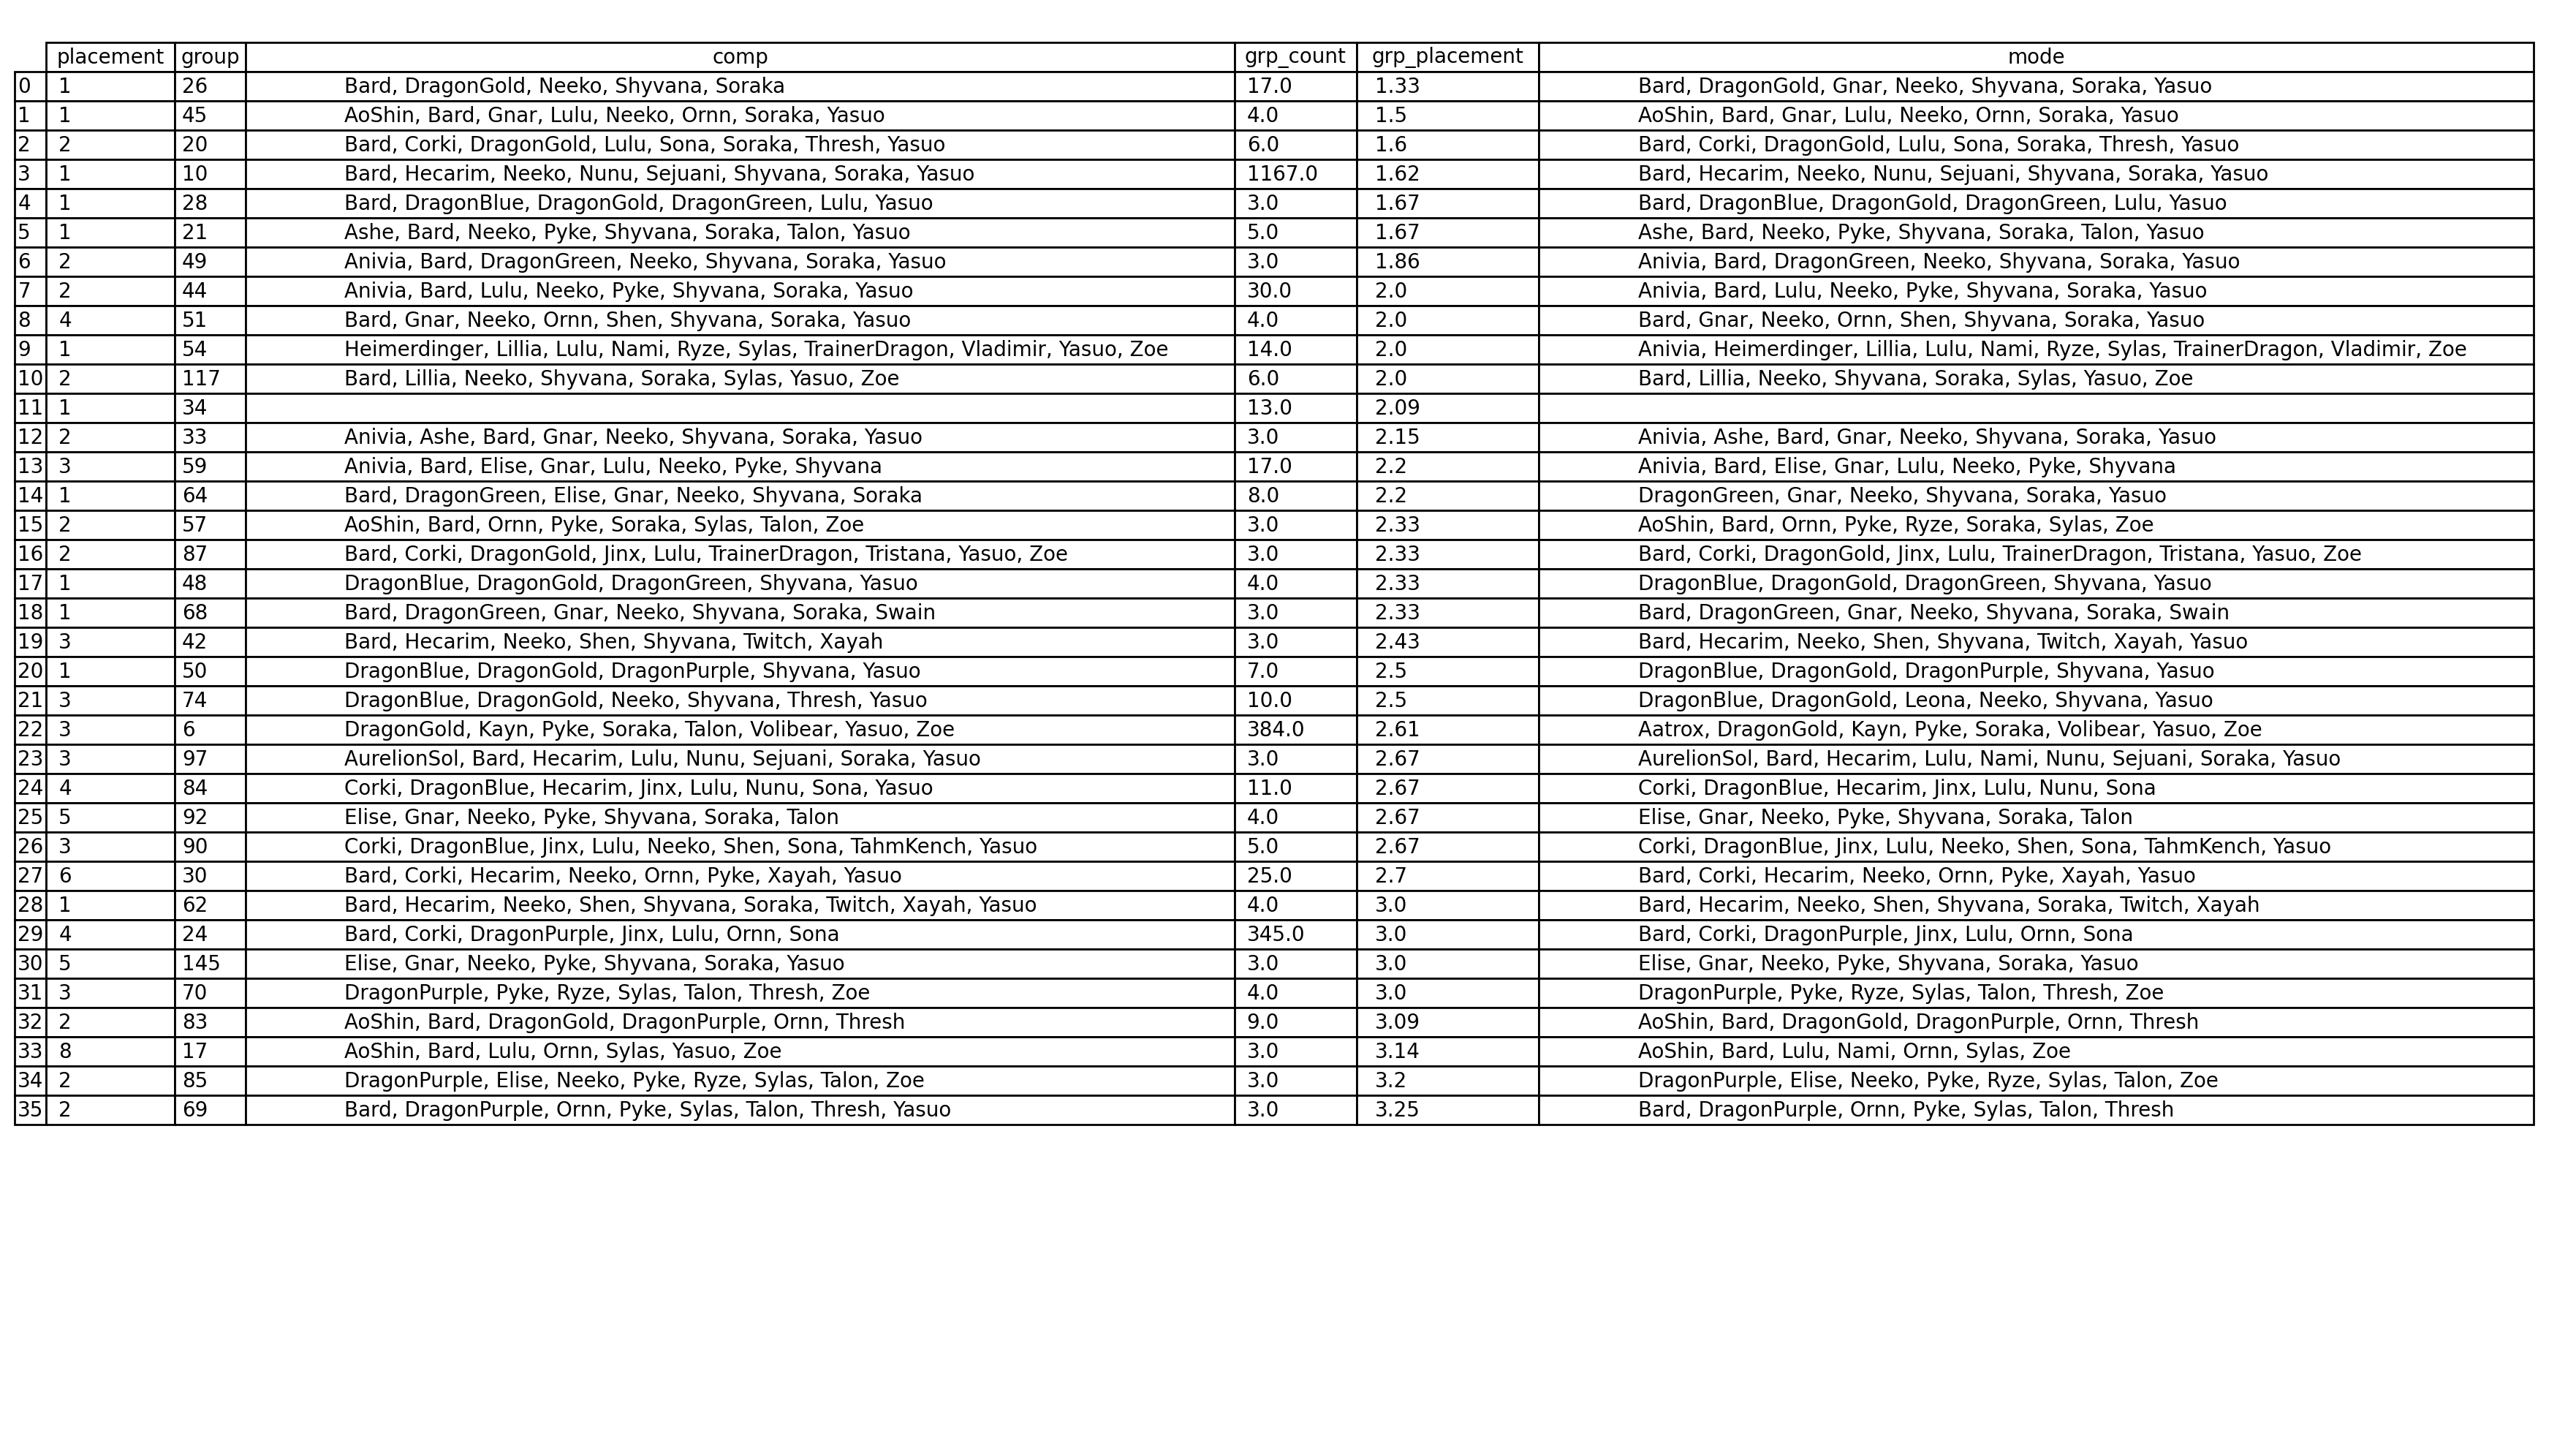 placement group comp grp_count grp_placement mode
0 1 26 Bard, DragonGold, Neeko, Shyvana, Soraka 17.0 1.33 Bard, DragonGold, Gnar, Neeko, Shyvana, Soraka, Yasuo
1 1 45 AoShin, Bard, Gnar, Lulu, Neeko, Ornn, Soraka, Yasuo 4.0 1.5 AoShin, Bard, Gnar, Lulu, Neeko, Ornn, Soraka, Yasuo
2 2 20 Bard, Corki, DragonGold, Lulu, Sona, Soraka, Thresh, Yasuo 6.0 1.6 Bard, Corki, DragonGold, Lulu, Sona, Soraka, Thresh, Yasuo
3 1 10 Bard, Hecarim, Neeko, Nunu, Sejuani, Shyvana, Soraka, Yasuo 1167.0 1.62 Bard, Hecarim, Neeko, Nunu, Sejuani, Shyvana, Soraka, Yasuo
4 1 28 Bard, DragonBlue, DragonGold, DragonGreen, Lulu, Yasuo 3.0 1.67 Bard, DragonBlue, DragonGold, DragonGreen, Lulu, Yasuo
5 1 21 Ashe, Bard, Neeko, Pyke, Shyvana, Soraka, Talon, Yasuo 5.0 1.67 Ashe, Bard, Neeko, Pyke, Shyvana, Soraka, Talon, Yasuo
6 2 49 Anivia, Bard, DragonGreen, Neeko, Shyvana, Soraka, Yasuo 3.0 1.86 Anivia, Bard, DragonGreen, Neeko, Shyvana, Soraka, Yasuo
7 2 44 Anivia, Bard, Lulu, Neeko, Pyke, Shyvana, Soraka, Yasuo 30.0 2.0 Anivia, Bard, Lulu, Neeko, Pyke, Shyvana, Soraka, Yasuo
8 4 51 Bard, Gnar, Neeko, Ornn, Shen, Shyvana, Soraka, Yasuo 4.0 2.0 Bard, Gnar, Neeko, Ornn, Shen, Shyvana, Soraka, Yasuo
9 1 54 Heimerdinger, Lillia, Lulu, Nami, Ryze, Sylas, TrainerDragon, Vladimir, Yasuo, Zoe 14.0 2.0 Anivia, Heimerdinger, Lillia, Lulu, Nami, Ryze, Sylas, TrainerDragon, Vladimir, Zoe
10 2 117 Bard, Lillia, Neeko, Shyvana, Soraka, Sylas, Yasuo, Zoe 6.0 2.0 Bard, Lillia, Neeko, Shyvana, Soraka, Sylas, Yasuo, Zoe
11 1 34 13.0 2.09
12 2 33 Anivia, Ashe, Bard, Gnar, Neeko, Shyvana, Soraka, Yasuo 3.0 2.15 Anivia, Ashe, Bard, Gnar, Neeko, Shyvana, Soraka, Yasuo
13 3 59 Anivia, Bard, Elise, Gnar, Lulu, Neeko, Pyke, Shyvana 17.0 2.2 Anivia, Bard, Elise, Gnar, Lulu, Neeko, Pyke, Shyvana
14 1 64 Bard, DragonGreen, Elise, Gnar, Neeko, Shyvana, Soraka 8.0 2.2 DragonGreen, Gnar, Neeko, Shyvana, Soraka, Yasuo
15 2 57 AoShin, Bard, Ornn, Pyke, Soraka, Sylas, Talon, Zoe 3.0 2.33 AoShin, Bard, Ornn, Pyke, Ryze, Soraka, Sylas, Zoe
16 2 87 Bard, Corki, DragonGold, Jinx, Lulu, TrainerDragon, Tristana, Yasuo, Zoe 3.0 2.33 Bard, Corki, DragonGold, Jinx, Lulu, TrainerDragon, Tristana, Yasuo, Zoe
17 1 48 DragonBlue, DragonGold, DragonGreen, Shyvana, Yasuo 4.0 2.33 DragonBlue, DragonGold, DragonGreen, Shyvana, Yasuo
18 1 68 Bard, DragonGreen, Gnar, Neeko, Shyvana, Soraka, Swain 3.0 2.33 Bard, DragonGreen, Gnar, Neeko, Shyvana, Soraka, Swain
19 3 42 Bard, Hecarim, Neeko, Shen, Shyvana, Twitch, Xayah 3.0 2.43 Bard, Hecarim, Neeko, Shen, Shyvana, Twitch, Xayah, Yasuo
20 1 50 DragonBlue, DragonGold, DragonPurple, Shyvana, Yasuo 7.0 2.5 DragonBlue, DragonGold, DragonPurple, Shyvana, Yasuo
21 3 74 DragonBlue, DragonGold, Neeko, Shyvana, Thresh, Yasuo 10.0 2.5 DragonBlue, DragonGold, Leona, Neeko, Shyvana, Yasuo
22 3 6 DragonGold, Kayn, Pyke, Soraka, Talon, Volibear, Yasuo, Zoe 384.0 2.61 Aatrox, DragonGold, Kayn, Pyke, Soraka, Volibear, Yasuo, Zoe
23 3 97 AurelionSol, Bard, Hecarim, Lulu, Nunu, Sejuani, Soraka, Yasuo 3.0 2.67 AurelionSol, Bard, Hecarim, Lulu, Nami, Nunu, Sejuani, Soraka, Yasuo
24 4 84 Corki, DragonBlue, Hecarim, Jinx, Lulu, Nunu, Sona, Yasuo 11.0 2.67 Corki, DragonBlue, Hecarim, Jinx, Lulu, Nunu, Sona
25 5 92 Elise, Gnar, Neeko, Pyke, Shyvana, Soraka, Talon 4.0 2.67 Elise, Gnar, Neeko, Pyke, Shyvana, Soraka, Talon
26 3 90 Corki, DragonBlue, Jinx, Lulu, Neeko, Shen, Sona, TahmKench, Yasuo 5.0 2.67 Corki, DragonBlue, Jinx, Lulu, Neeko, Shen, Sona, TahmKench, Yasuo
27 6 30 Bard, Corki, Hecarim, Neeko, Ornn, Pyke, Xayah, Yasuo 25.0 2.7 Bard, Corki, Hecarim, Neeko, Ornn, Pyke, Xayah, Yasuo
28 1 62 Bard, Hecarim, Neeko, Shen, Shyvana, Soraka, Twitch, Xayah, Yasuo 4.0 3.0 Bard, Hecarim, Neeko, Shen, Shyvana, Soraka, Twitch, Xayah
29 4 24 Bard, Corki, DragonPurple, Jinx, Lulu, Ornn, Sona 345.0 3.0 Bard, Corki, DragonPurple, Jinx, Lulu, Ornn, Sona
30 5 145 Elise, Gnar, Neeko, Pyke, Shyvana, Soraka, Yasuo 3.0 3.0 Elise, Gnar, Neeko, Pyke, Shyvana, Soraka, Yasuo
31 3 70 DragonPurple, Pyke, Ryze, Sylas, Talon, Thresh, Zoe 4.0 3.0 DragonPurple, Pyke, Ryze, Sylas, Talon, Thresh, Zoe
32 2 83 AoShin, Bard, DragonGold, DragonPurple, Ornn, Thresh 9.0 3.09 AoShin, Bard, DragonGold, DragonPurple, Ornn, Thresh
33 8 17 AoShin, Bard, Lulu, Ornn, Sylas, Yasuo, Zoe 3.0 3.14 AoShin, Bard, Lulu, Nami, Ornn, Sylas, Zoe
34 2 85 DragonPurple, Elise, Neeko, Pyke, Ryze, Sylas, Talon, Zoe 3.0 3.2 DragonPurple, Elise, Neeko, Pyke, Ryze, Sylas, Talon, Zoe
35 2 69 Bard, DragonPurple, Ornn, Pyke, Sylas, Talon, Thresh, Yasuo 3.0 3.25 Bard, DragonPurple, Ornn, Pyke, Sylas, Talon, Thresh